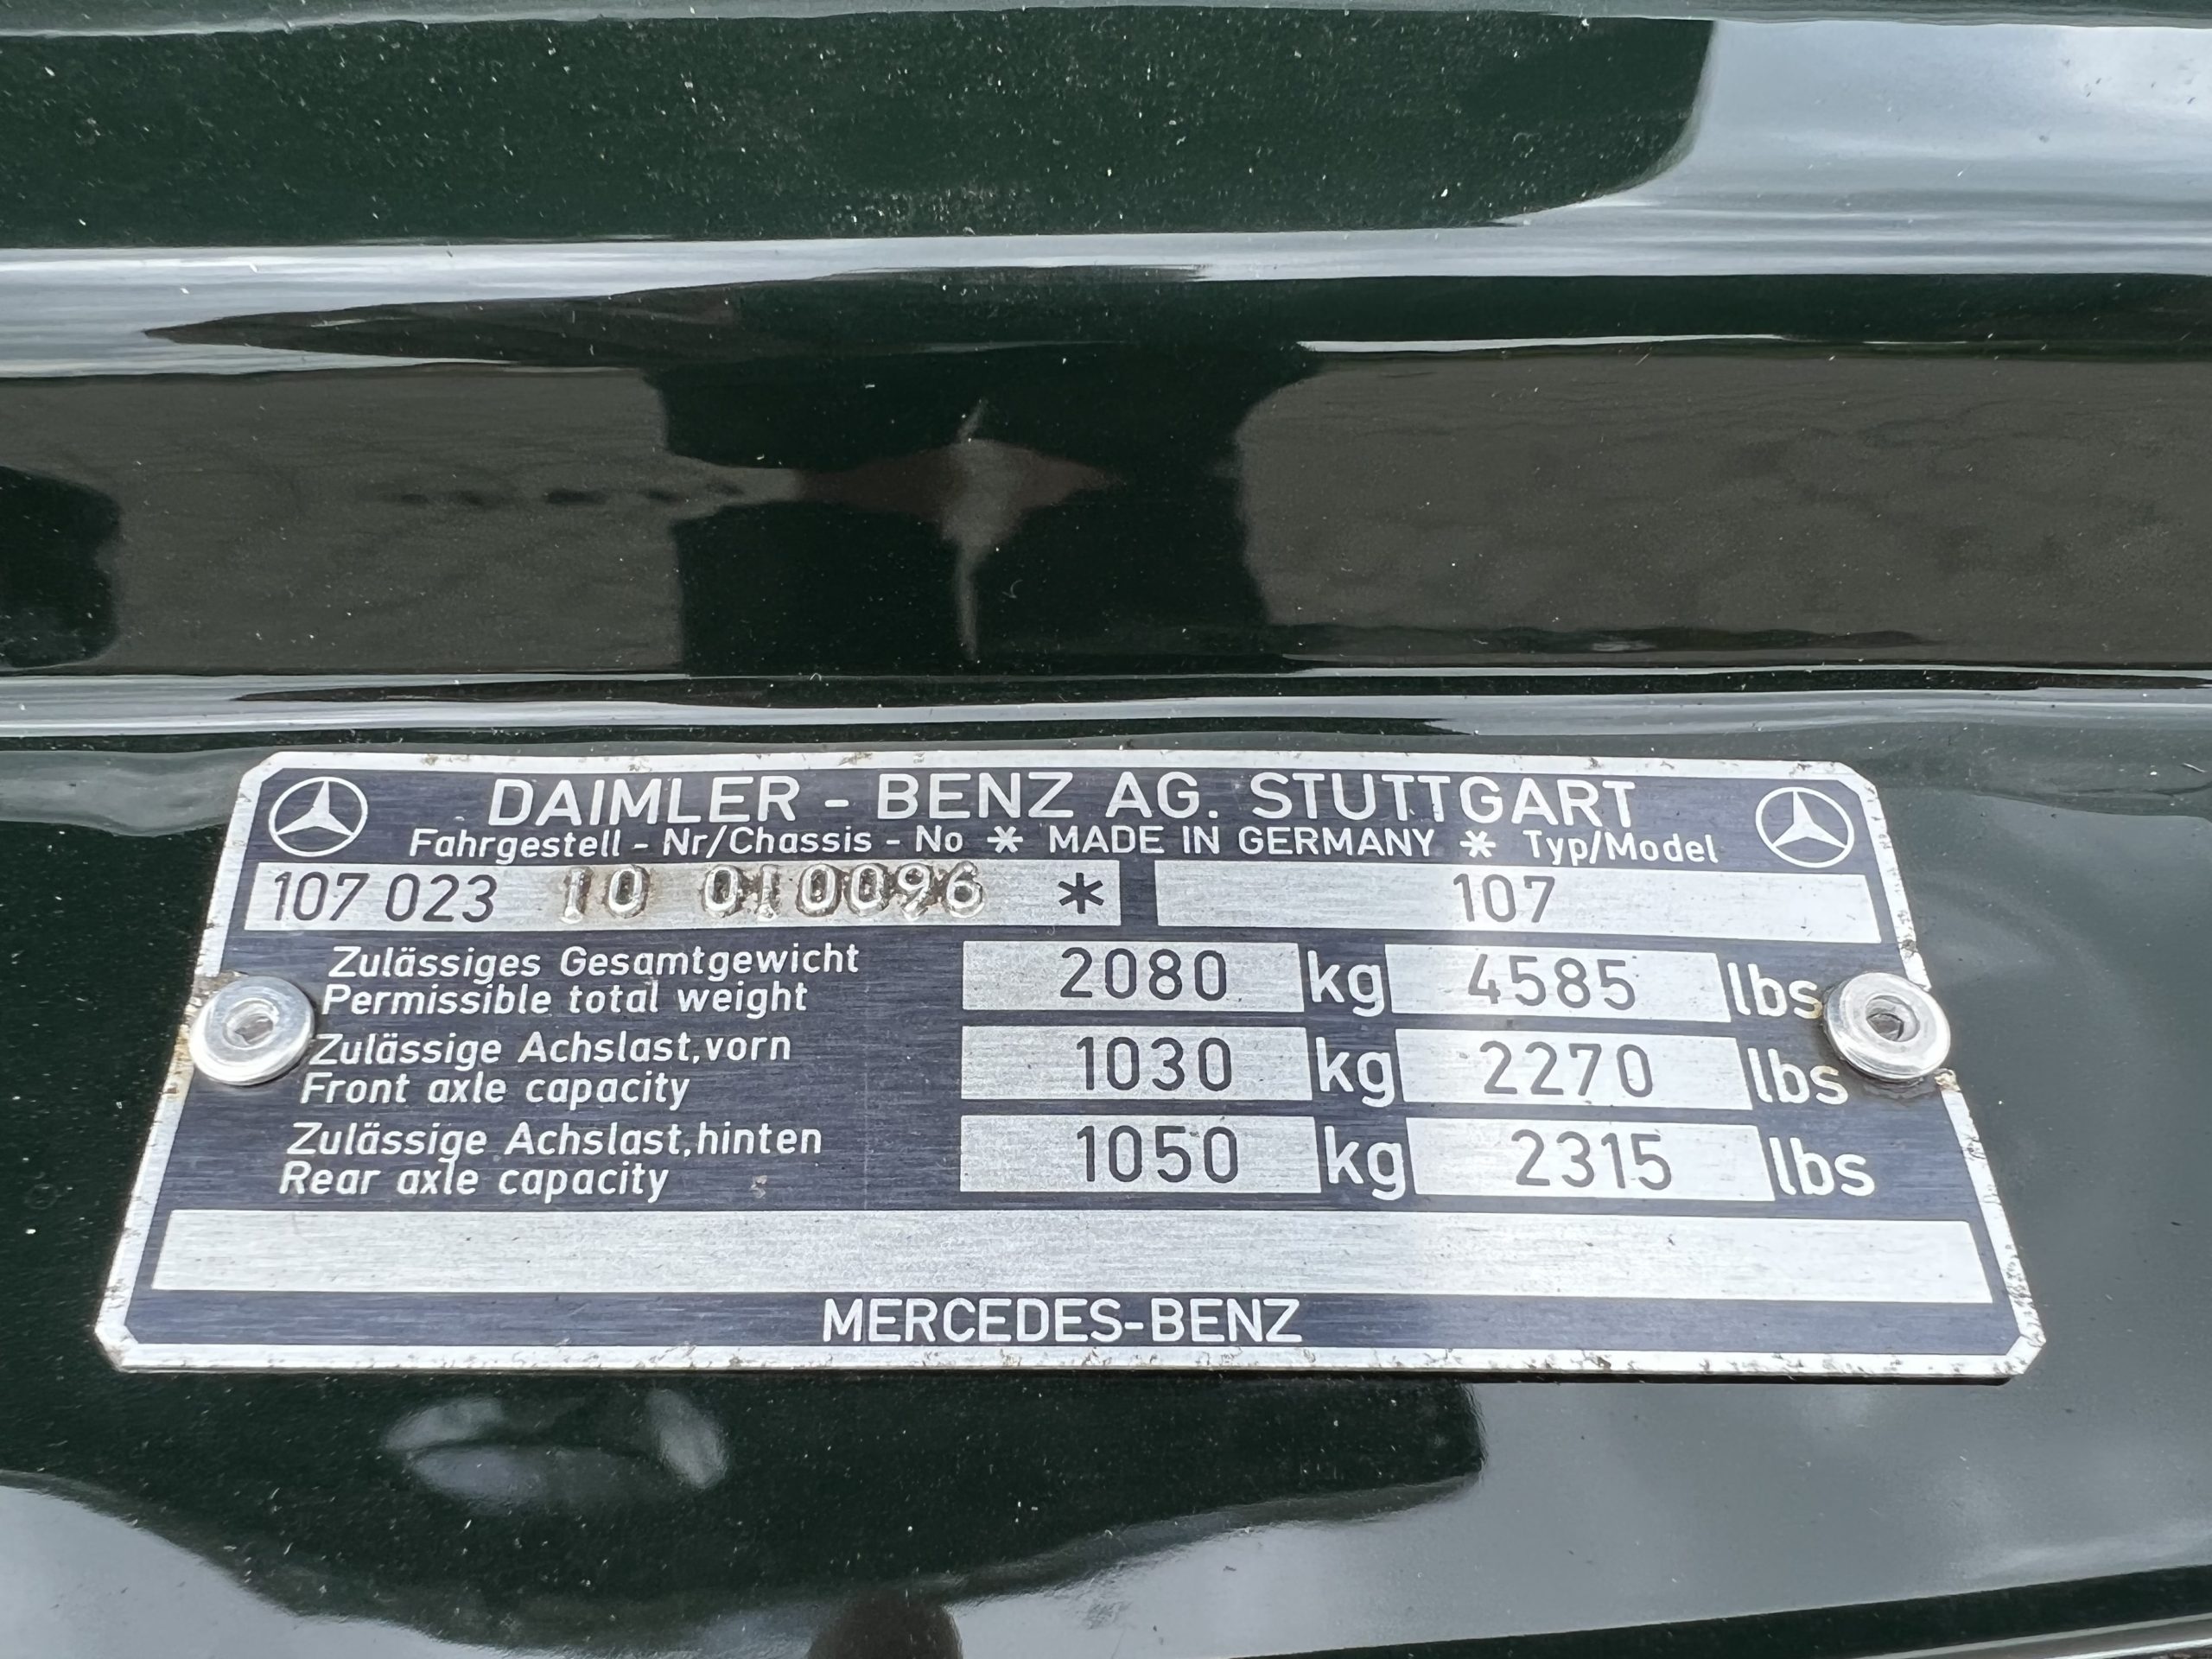 DAIMLER - BENZ AG. STUTTGART
Fahrgestell - Nr/Chassis - No * MADE IN GERMANY * Typ/Model
107 023 10 010096 * 107
Zulässiges Gesamtgewicht
Permissible total weight 2080 kg 4585 lbs
Zulässige Achslast, vorn
Front axle capacity 1030 kg 2270 lbs
Zulässige Achslast, hinten
Rear axle capacity 1050 kg 2315 lbs
MERCEDES-BENZ